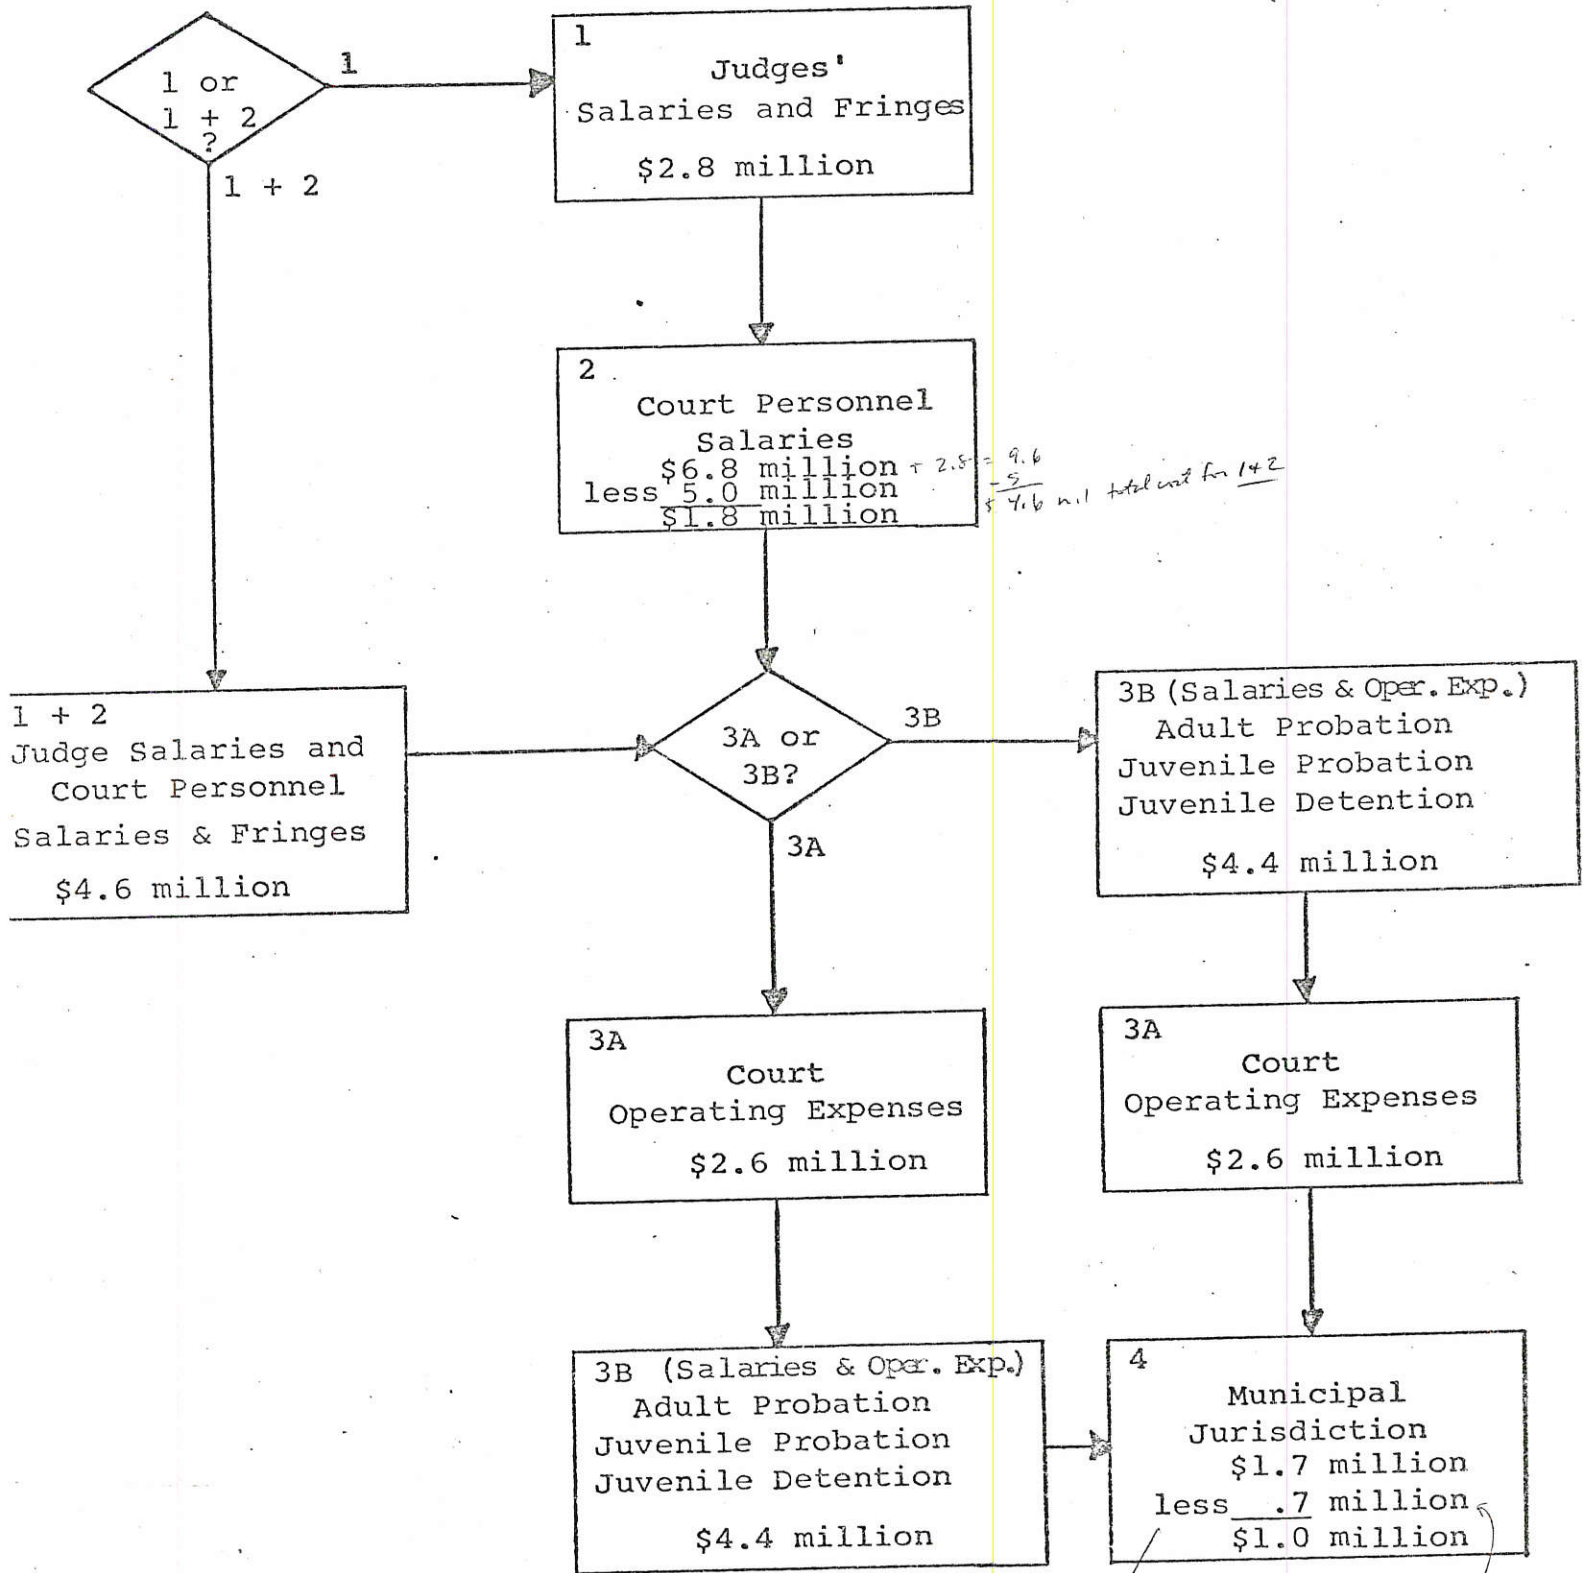 1 or
1 + 2
?
1
1 + 2
1
Judges'
Salaries and Fringes
$2.8 million
2
Court Personnel
Salaries
$6.8 million + 2.8 = 9.6
less 5.0 million - 5
$1.8 million $ 4.6 mil total cost for 1+2
1 + 2
Judge Salaries and
Court Personnel
Salaries & Fringes
$4.6 million
3A or
3B?
3B
3A
3B (Salaries & Oper. Exp.)
Adult Probation
Juvenile Probation
Juvenile Detention
$4.4 million
3A
Court
Operating Expenses
$2.6 million
3A
Court
Operating Expenses
$2.6 million
3B (Salaries & Oper. Exp.)
Adult Probation
Juvenile Probation
Juvenile Detention
$4.4 million
4
Municipal
Jurisdiction
$1.7 million
less .7 million
$1.0 million